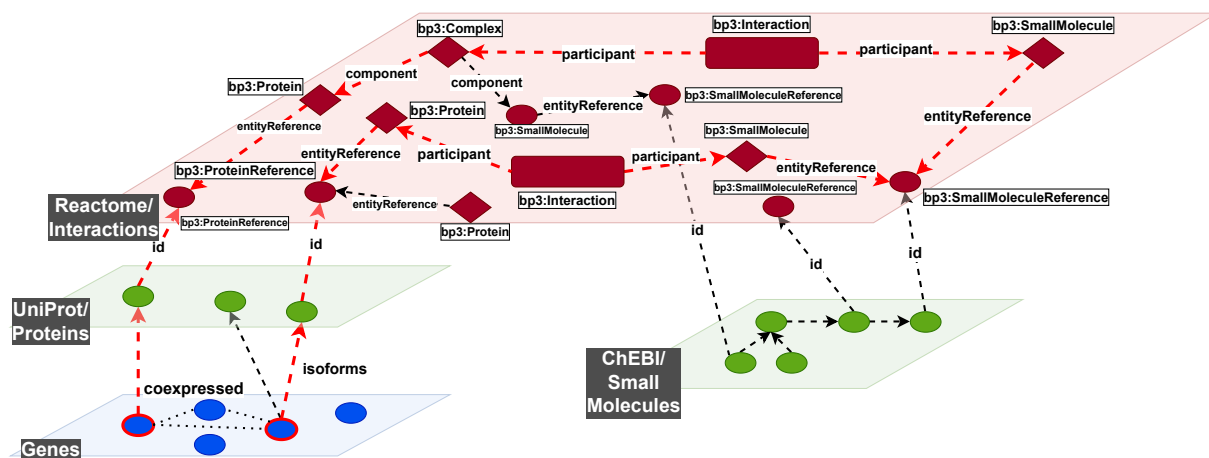 bp3:Complex
bp3:Interaction
bp3:SmallMolecule
participant
participant
component
component
bp3:Protein
bp3:Protein
entityReference
bp3:SmallMoleculeReference
entityReference
bp3:SmallMolecule
bp3:SmallMolecule
entityReference
entityReference
participant
participant
entityReference
bp3:ProteinReference
bp3:SmallMoleculeReference
bp3:SmallMoleculeReference
bp3:Interaction
entityReference
bp3:ProteinReference
bp3:Protein
Reactome/
Interactions
id
id
id
id
id
UniProt/
Proteins
isoforms
coexpressed
ChEBI/
Small
Molecules
Genes